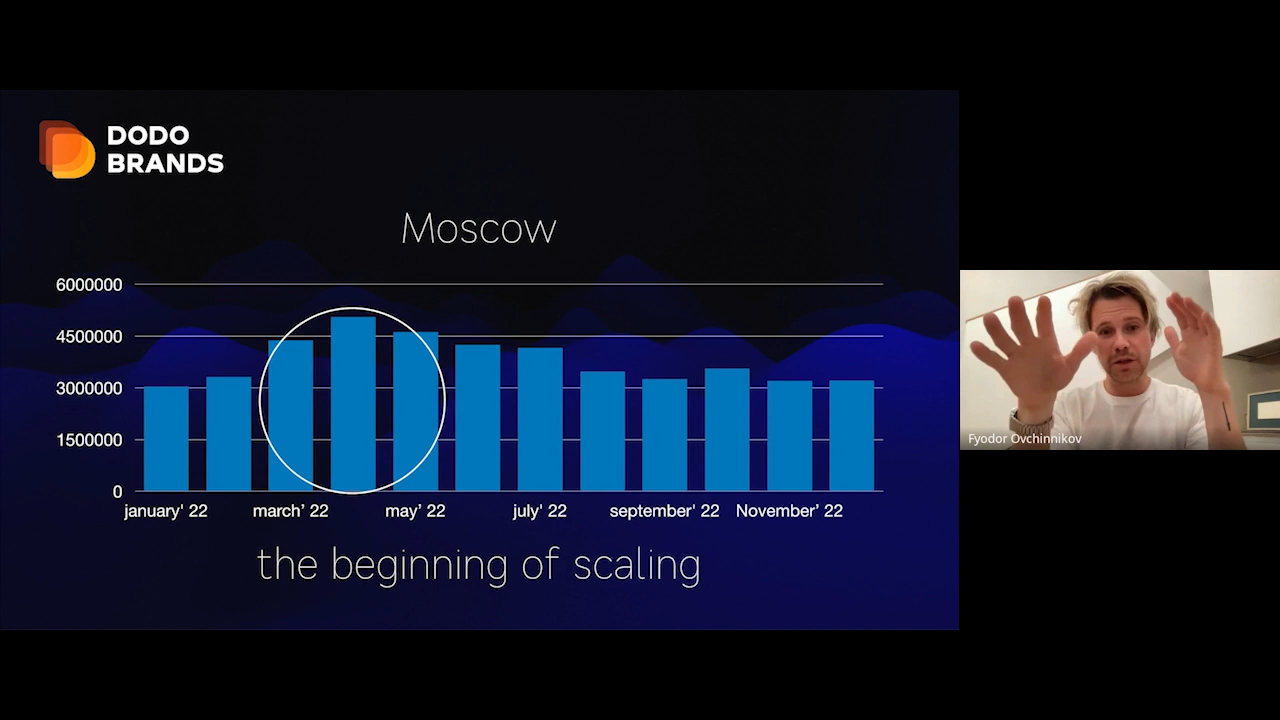 DODO
BRANDS
Moscow
6000000
4500000
3000000
1500000
0
january' 22
march’ 22
may’ 22
july' 22
september' 22
November’ 22
the beginning of scaling
Fyodor Ovchinnikov